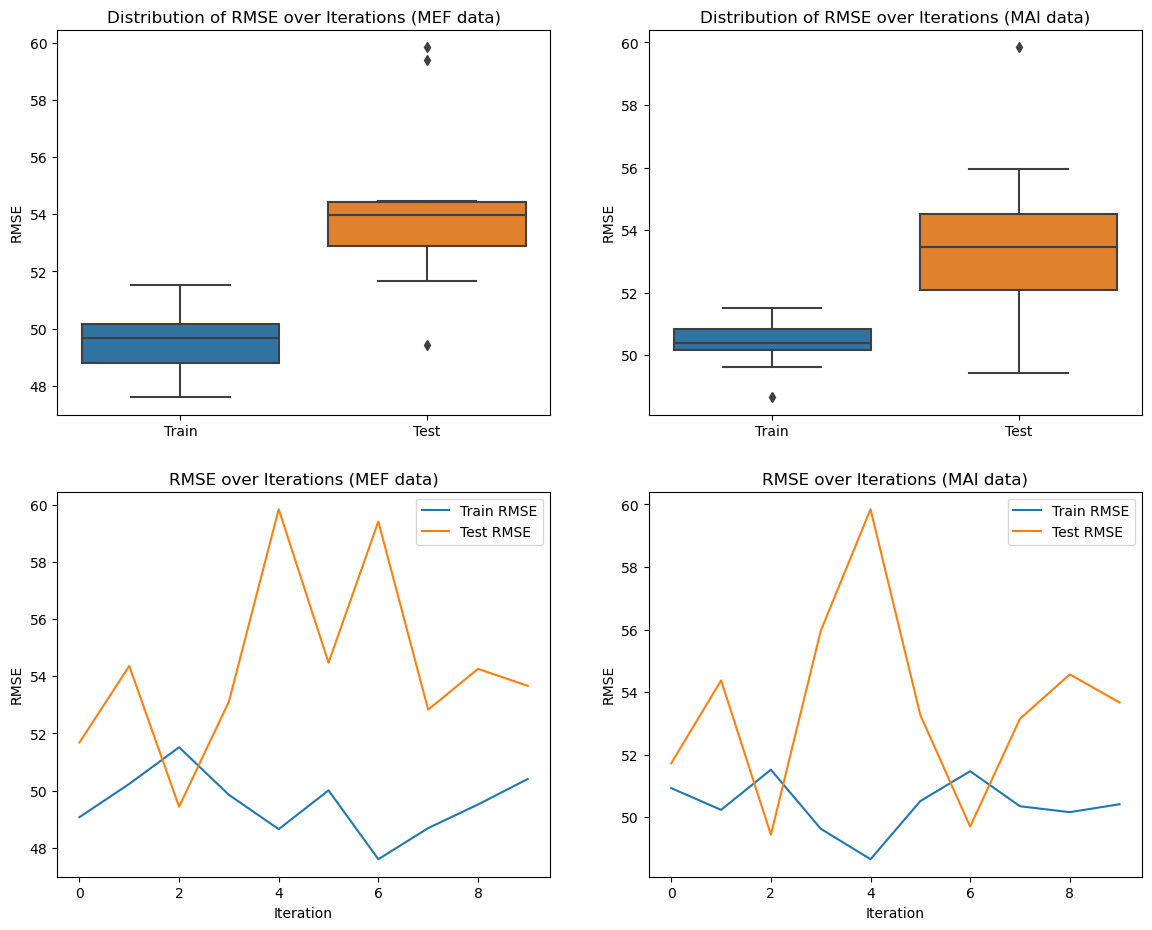 Distribution of RMSE over Iterations (MEF data)
RMSE
60
58
56
54
52
50
48
Train
Test
Distribution of RMSE over Iterations (MAI data)
RMSE
60
58
56
54
52
50
Train
Test
RMSE over Iterations (MEF data)
RMSE
60
58
56
54
52
50
48
Train RMSE
Test RMSE
0
2
4
6
8
Iteration
RMSE over Iterations (MAI data)
RMSE
60
58
56
54
52
50
Train RMSE
Test RMSE
0
2
4
6
8
Iteration